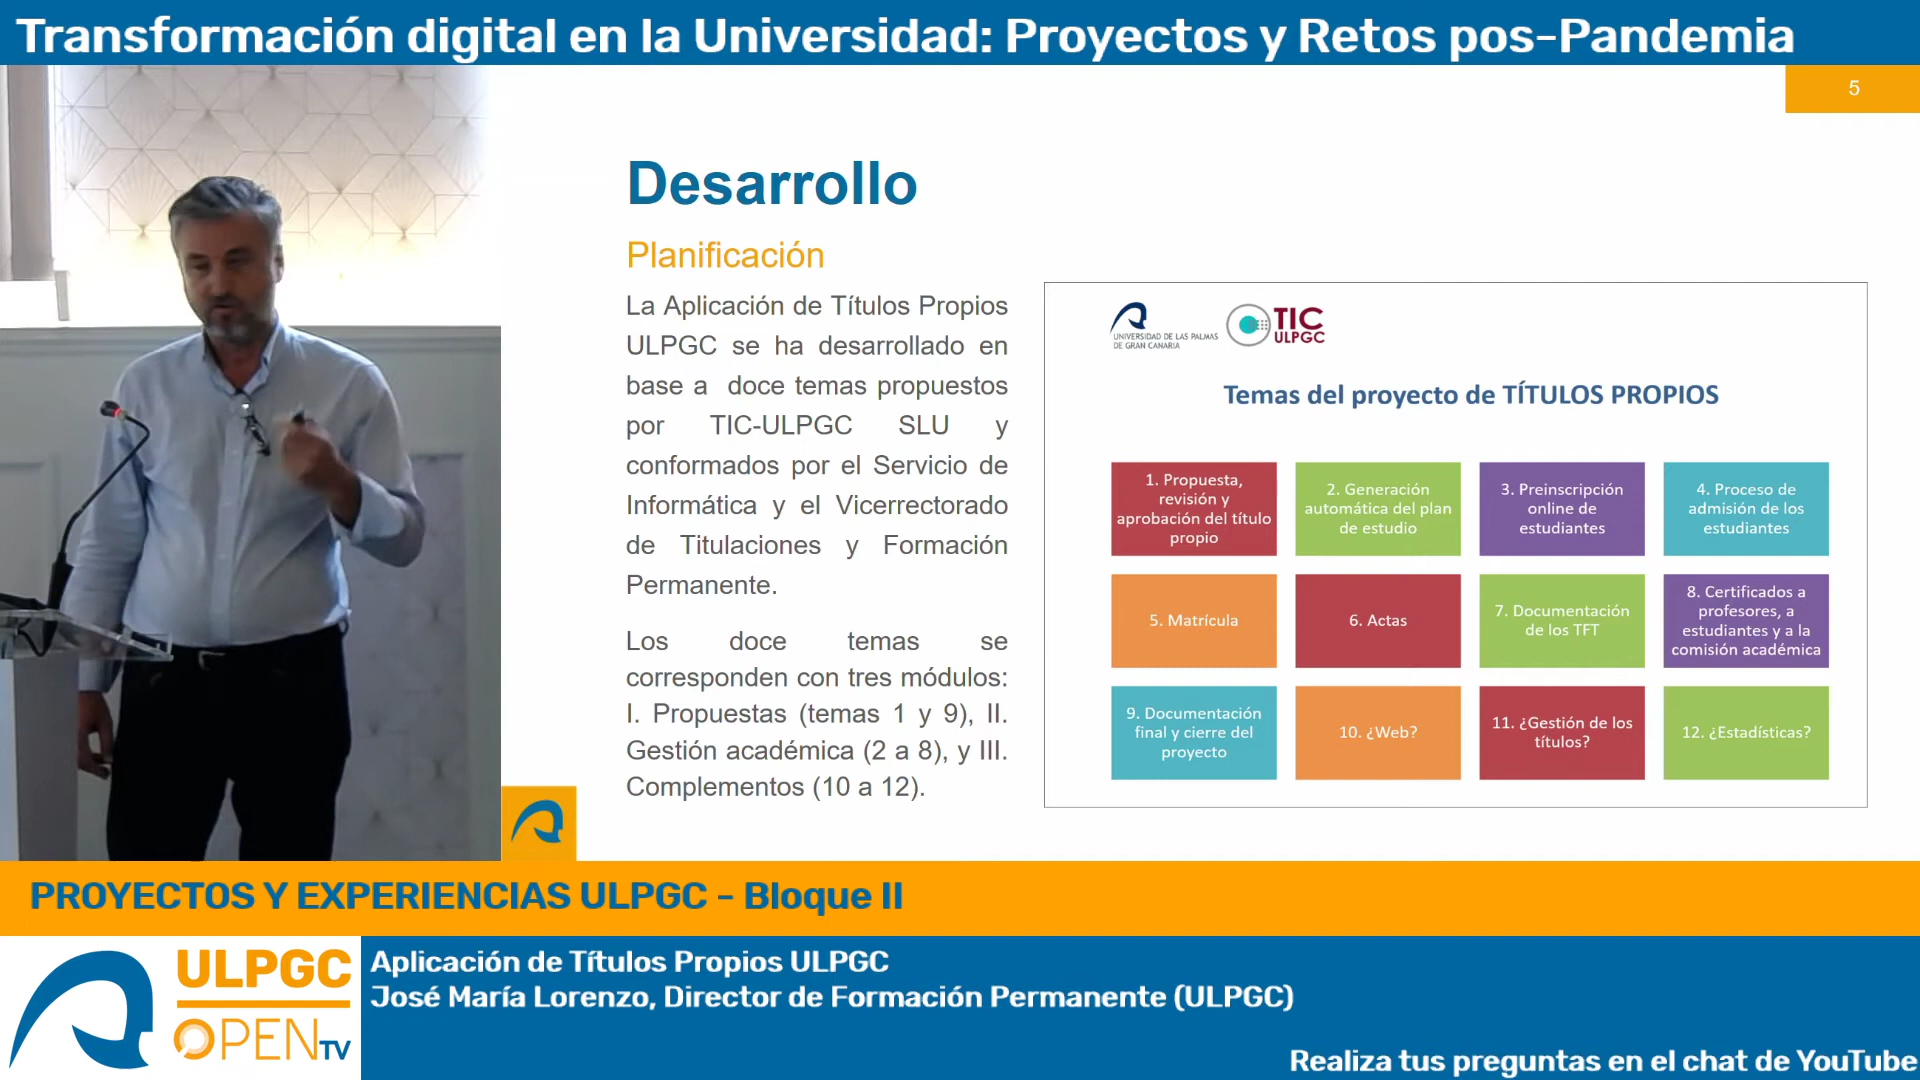 Transformación digital en la Universidad: Proyectos y Retos pos-Pandemia
5
Desarrollo
Planificación
La Aplicación de Títulos Propios
ULPGC se ha desarrollado en
base a doce temas propuestos
por TIC-ULPGC SLU y
conformados por el Servicio de
Informática y el Vicerrectorado
de Titulaciones y Formación
Permanente.
Los doce temas se
corresponden con tres módulos:
I. Propuestas (temas 1 y 9), II.
Gestión académica (2 a 8), y III.
Complementos (10 a 12).
UNIVERSIDAD DE LAS PALMAS
DE GRAN CANARIA
TIC
ULPGC
Temas del proyecto de TÍTULOS PROPIOS
1. Propuesta,
revisión y
aprobación del título
propio
2. Generación
automática del plan
de estudio
3. Preinscripción
online de
estudiantes
4. Proceso de
admisión de los
estudiantes
5. Matrícula
6. Actas
7. Documentación
de los TFT
8. Certificados a
profesores, a
estudiantes y a la
comisión académica
9. Documentación
final y cierre del
proyecto
10. ¿Web?
11. ¿Gestión de los
títulos?
12. ¿Estadísticas?
PROYECTOS Y EXPERIENCIAS ULPGC - Bloque II
ULPGC
OPEN TV
Aplicación de Títulos Propios ULPGC
José María Lorenzo, Director de Formación Permanente (ULPGC)
Realiza tus preguntas en el chat de YouTube